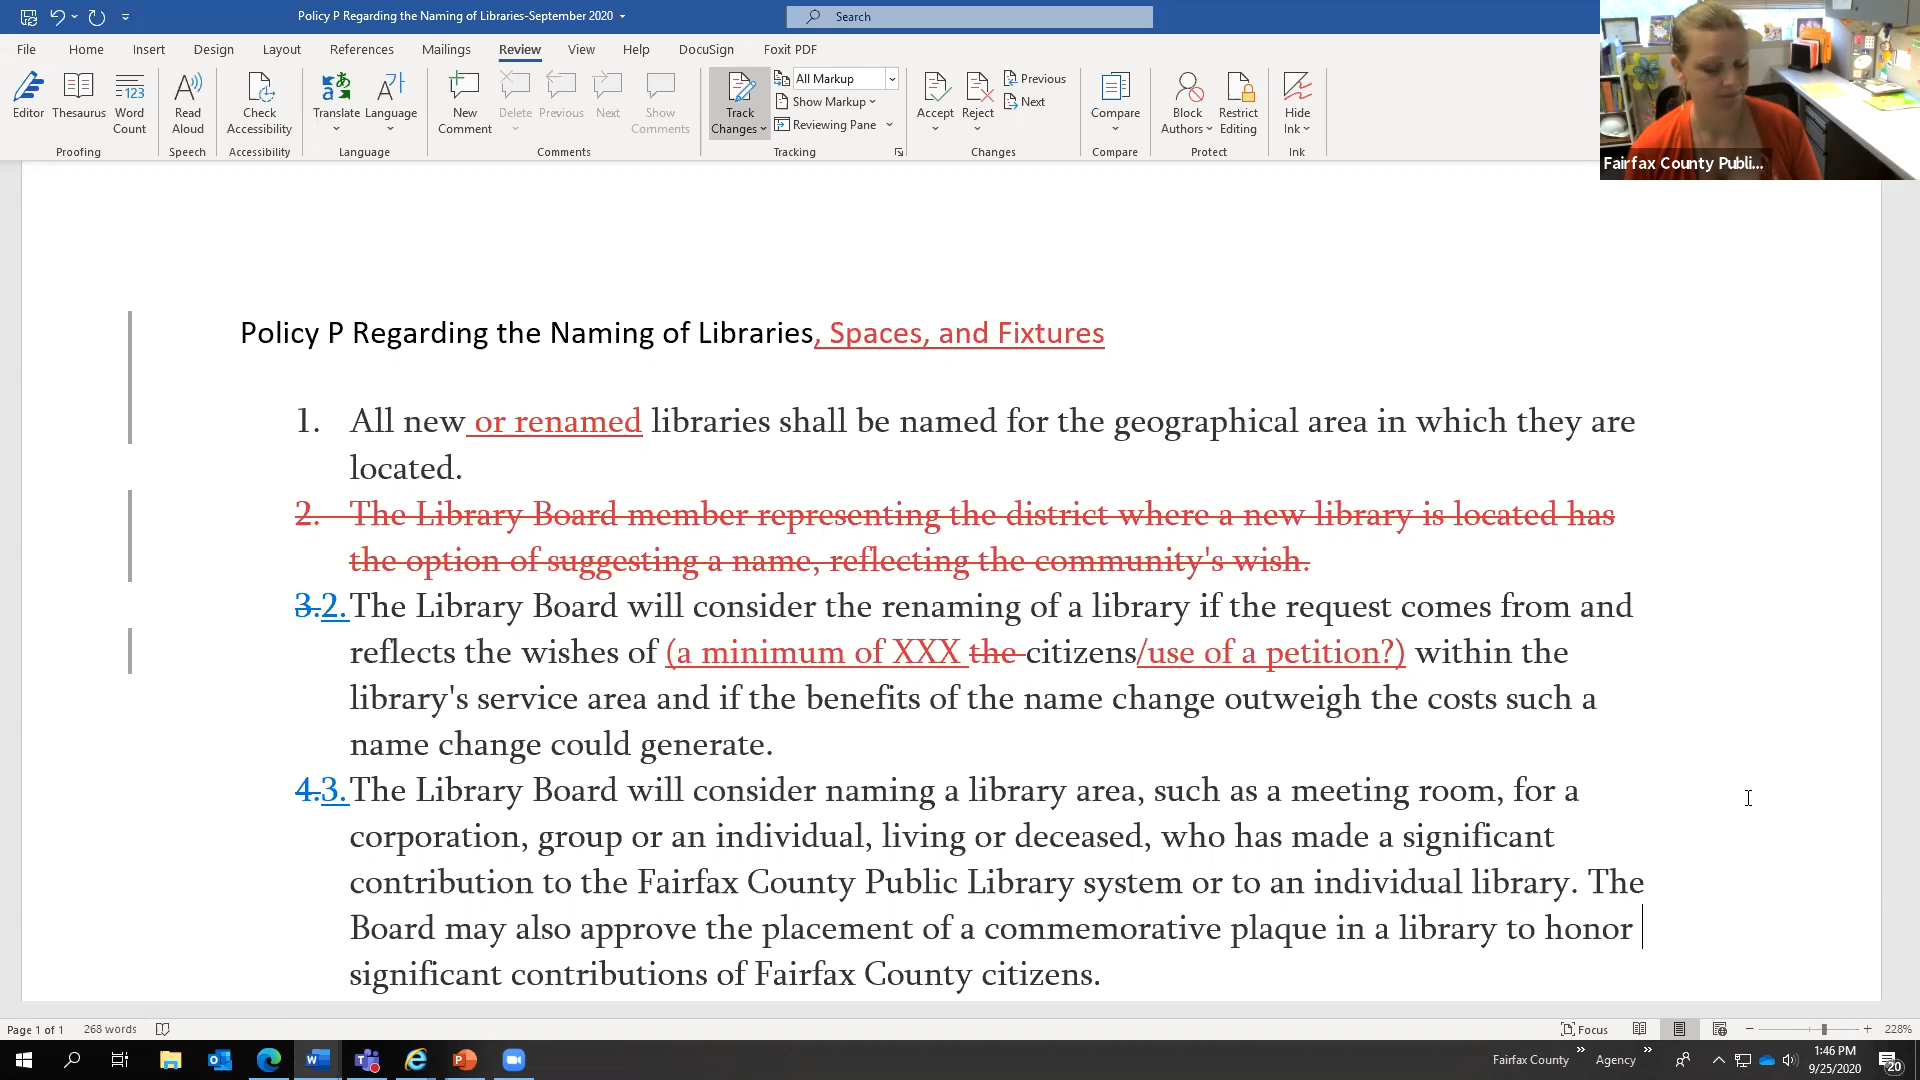 Policy P Regarding the Naming of Libraries-September 2020
Search
File Home Insert Design Layout References Mailings Review View Help DocuSign Foxit PDF
Editor Thesaurus Word Count
Read Aloud
Check Accessibility
Translate Language
New Comment Delete Previous Next Show Comments
Track Changes
All Markup
Show Markup
Reviewing Pane
Accept Reject
Previous
Next
Compare
Block Authors Restrict Editing
Hide Ink
Proofing Speech Accessibility Language Comments Tracking Changes Compare Protect Ink
Fairfax County Publi...
Policy P Regarding the Naming of Libraries, Spaces, and Fixtures
1. All new or renamed libraries shall be named for the geographical area in which they are
located.
2. The Library Board member representing the district where a new library is located has
the option of suggesting a name, reflecting the community's wish.
3.2. The Library Board will consider the renaming of a library if the request comes from and
reflects the wishes of (a minimum of XXX the citizens/use of a petition?) within the
library's service area and if the benefits of the name change outweigh the costs such a
name change could generate.
4.3. The Library Board will consider naming a library area, such as a meeting room, for a
corporation, group or an individual, living or deceased, who has made a significant
contribution to the Fairfax County Public Library system or to an individual library. The
Board may also approve the placement of a commemorative plaque in a library to honor
significant contributions of Fairfax County citizens.
Page 1 of 1 268 words
Focus
228%
Fairfax County
Agency
1:46 PM
9/25/2020
20